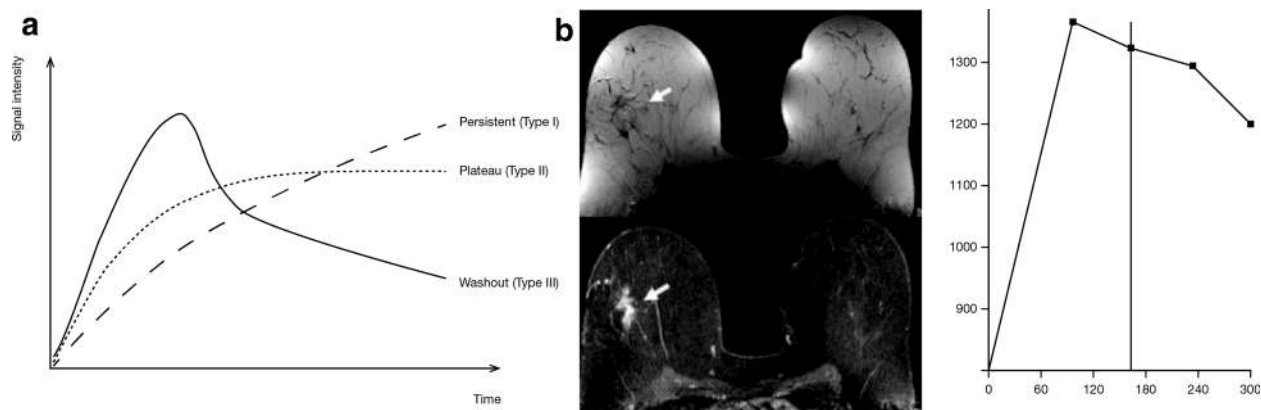 a
Signal intensity
Persistent (Type I)
Plateau (Type II)
Washout (Type III)
Time
b
1300
1200
1100
1000
900
0 60 120 180 240 300